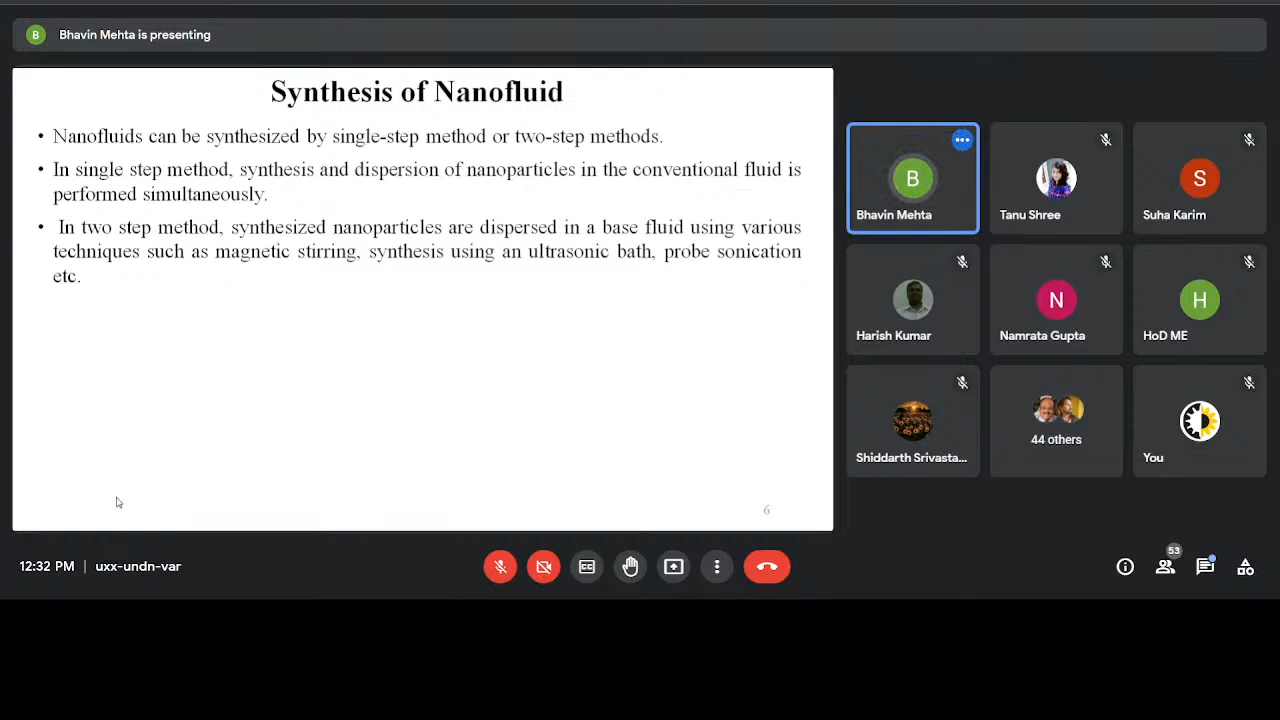 B Bhavin Mehta is presenting
Synthesis of Nanofluid
• Nanofluids can be synthesized by single-step method or two-step methods.
• In single step method, synthesis and dispersion of nanoparticles in the conventional fluid is
performed simultaneously.
• In two step method, synthesized nanoparticles are dispersed in a base fluid using various
techniques such as magnetic stirring, synthesis using an ultrasonic bath, probe sonication
etc.
6
B
Bhavin Mehta
Tanu Shree
S
Suha Karim
Harish Kumar
N
Namrata Gupta
H
HoD ME
Shiddarth Srivasta...
44 others
You
12:32 PM | uxx-undn-var
CC
53